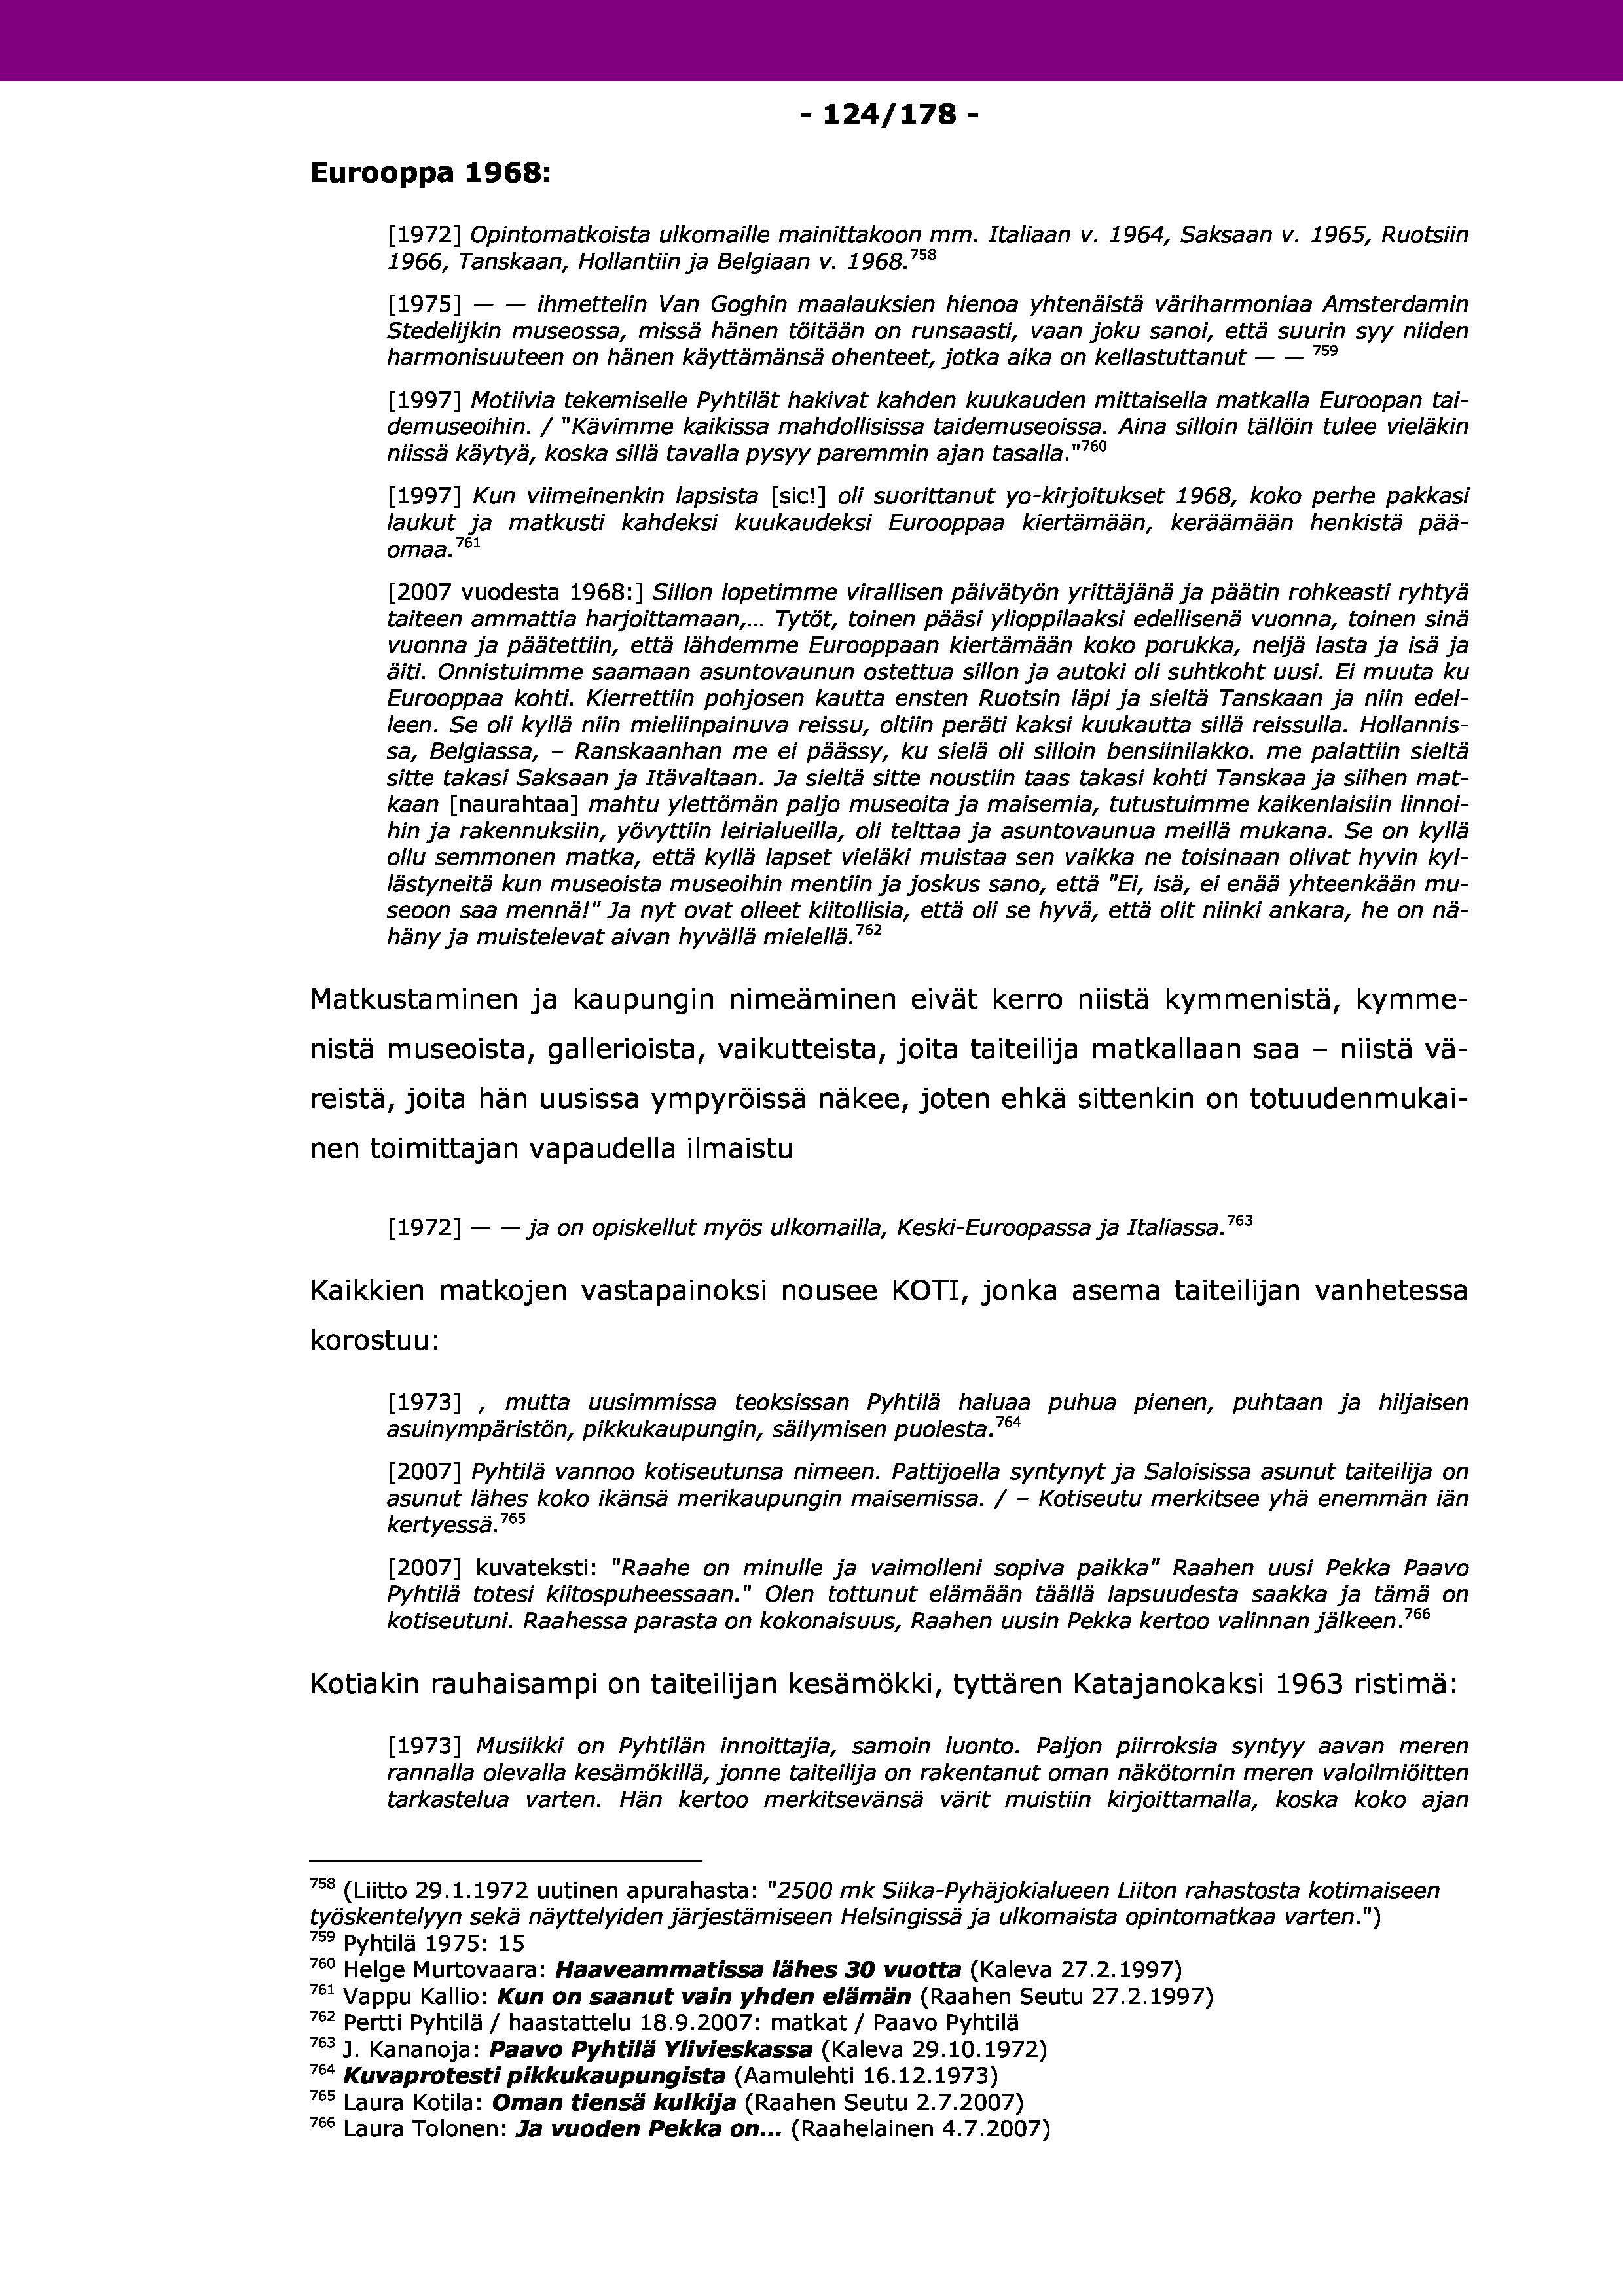 - 124/178 -
Eurooppa 1968:
[1972] Opintomatkoista ulkomaille mainittakoon mm. Italiaan v. 1964, Saksaan v. 1965, Ruotsiin
1966, Tanskaan, Hollantiin ja Belgiaan v. 1968.758
[1975] — — ihmettelin Van Goghin maalauksien hienoa yhtenäistä väriharmoniaa Amsterdamin
Stedelijkin museossa, missä hänen töitään on runsaasti, vaan joku sanoi, että suurin syy niiden
harmonisuuteen on hänen käyttämänsä ohenteet, jotka aika on kellastuttanut — — 759
[1997] Motiivia tekemiselle Pyhtilät hakivat kahden kuukauden mittaisella matkalla Euroopan tai-
demuseoihin. / "Kävimme kaikissa mahdollisissa taidemuseoissa. Aina silloin tällöin tulee vieläkin
niissä käytyä, koska sillä tavalla pysyy paremmin ajan tasalla."760
[1997] Kun viimeinenkin lapsista [sic!] oli suorittanut yo-kirjoitukset 1968, koko perhe pakkasi
laukut ja matkusti kahdeksi kuukaudeksi Eurooppaa kiertämään, keräämään henkistä pää-
omaa.761
[2007 vuodesta 1968:] Sillon lopetimme virallisen päivätyön yrittäjänä ja päätin rohkeasti ryhtyä
taiteen ammattia harjoittamaan,... Tytöt, toinen pääsi ylioppilaaksi edellisenä vuonna, toinen sinä
vuonna ja päätettiin, että lähdemme Eurooppaan kiertämään koko porukka, neljä lasta ja isä ja
äiti. Onnistuimme saamaan asuntovaunun ostettua sillon ja autoki oli suhtkoht uusi. Ei muuta ku
Eurooppaa kohti. Kierrettiin pohjosen kautta ensten Ruotsin läpi ja sieltä Tanskaan ja niin edel-
leen. Se oli kyllä niin mieliinpainuva reissu, oltiin peräti kaksi kuukautta sillä reissulla. Hollannis-
sa, Belgiassa, – Ranskaanhan me ei päässy, ku sielä oli silloin bensiinilakko. me palattiin sieltä
sitte takasi Saksaan ja Itävaltaan. Ja sieltä sitte noustiin taas takasi kohti Tanskaa ja siihen mat-
kaan [naurahtaa] mahtu ylettömän paljo museoita ja maisemia, tutustuimme kaikenlaisiin linnoi-
hin ja rakennuksiin, yövyttiin leirialueilla, oli telttaa ja asuntovaunua meillä mukana. Se on kyllä
ollu semmonen matka, että kyllä lapset vieläki muistaa sen vaikka ne toisinaan olivat hyvin kyl-
lästyneitä kun museoista museoihin mentiin ja joskus sano, että "Ei, isä, ei enää yhteenkään mu-
seoon saa mennä!" Ja nyt ovat olleet kiitollisia, että oli se hyvä, että olit niinki ankara, he on nä-
häny ja muistelevat aivan hyvällä mielellä.762
Matkustaminen ja kaupungin nimeäminen eivät kerro niistä kymmenistä, kymme-
nistä museoista, gallerioista, vaikutteista, joita taiteilija matkallaan saa – niistä vä-
reistä, joita hän uusissa ympyröissä näkee, joten ehkä sittenkin on totuudenmukai-
nen toimittajan vapaudella ilmaistu
[1972] — — ja on opiskellut myös ulkomailla, Keski-Euroopassa ja Italiassa.763
Kaikkien matkojen vastapainoksi nousee KOTI, jonka asema taiteilijan vanhetessa
korostuu:
[1973] , mutta uusimmissa teoksissan Pyhtilä haluaa puhua pienen, puhtaan ja hiljaisen
asuinympäristön, pikkukaupungin, säilymisen puolesta.764
[2007] Pyhtilä vannoo kotiseutunsa nimeen. Pattijoella syntynyt ja Saloisissa asunut taiteilija on
asunut lähes koko ikänsä merikaupungin maisemissa. / – Kotiseutu merkitsee yhä enemmän iän
kertyessä.765
[2007] kuvateksti: "Raahe on minulle ja vaimolleni sopiva paikka" Raahen uusi Pekka Paavo
Pyhtilä totesi kiitospuheessaan." Olen tottunut elämään täällä lapsuudesta saakka ja tämä on
kotiseutuni. Raahessa parasta on kokonaisuus, Raahen uusin Pekka kertoo valinnan jälkeen.766
Kotiakin rauhaisampi on taiteilijan kesämökki, tyttären Katajanokaksi 1963 ristimä:
[1973] Musiikki on Pyhtilän innoittajia, samoin luonto. Paljon piirroksia syntyy aavan meren
rannalla olevalla kesämökillä, jonne taiteilija on rakentanut oman näkötornin meren valoilmiöitten
tarkastelua varten. Hän kertoo merkitsevänsä värit muistiin kirjoittamalla, koska koko ajan
758 (Liitto 29.1.1972 uutinen apurahasta: "2500 mk Siika-Pyhäjokialueen Liiton rahastosta kotimaiseen
työskentelyyn sekä näyttelyiden järjestämiseen Helsingissä ja ulkomaista opintomatkaa varten.")
759 Pyhtilä 1975: 15
760 Helge Murtovaara: Haaveammatissa lähes 30 vuotta (Kaleva 27.2.1997)
761 Vappu Kallio: Kun on saanut vain yhden elämän (Raahen Seutu 27.2.1997)
762 Pertti Pyhtilä / haastattelu 18.9.2007: matkat / Paavo Pyhtilä
763 J. Kananoja: Paavo Pyhtilä Ylivieskassa (Kaleva 29.10.1972)
764 Kuvaprotesti pikkukaupungista (Aamulehti 16.12.1973)
765 Laura Kotila: Oman tiensä kulkija (Raahen Seutu 2.7.2007)
766 Laura Tolonen: Ja vuoden Pekka on... (Raahelainen 4.7.2007)